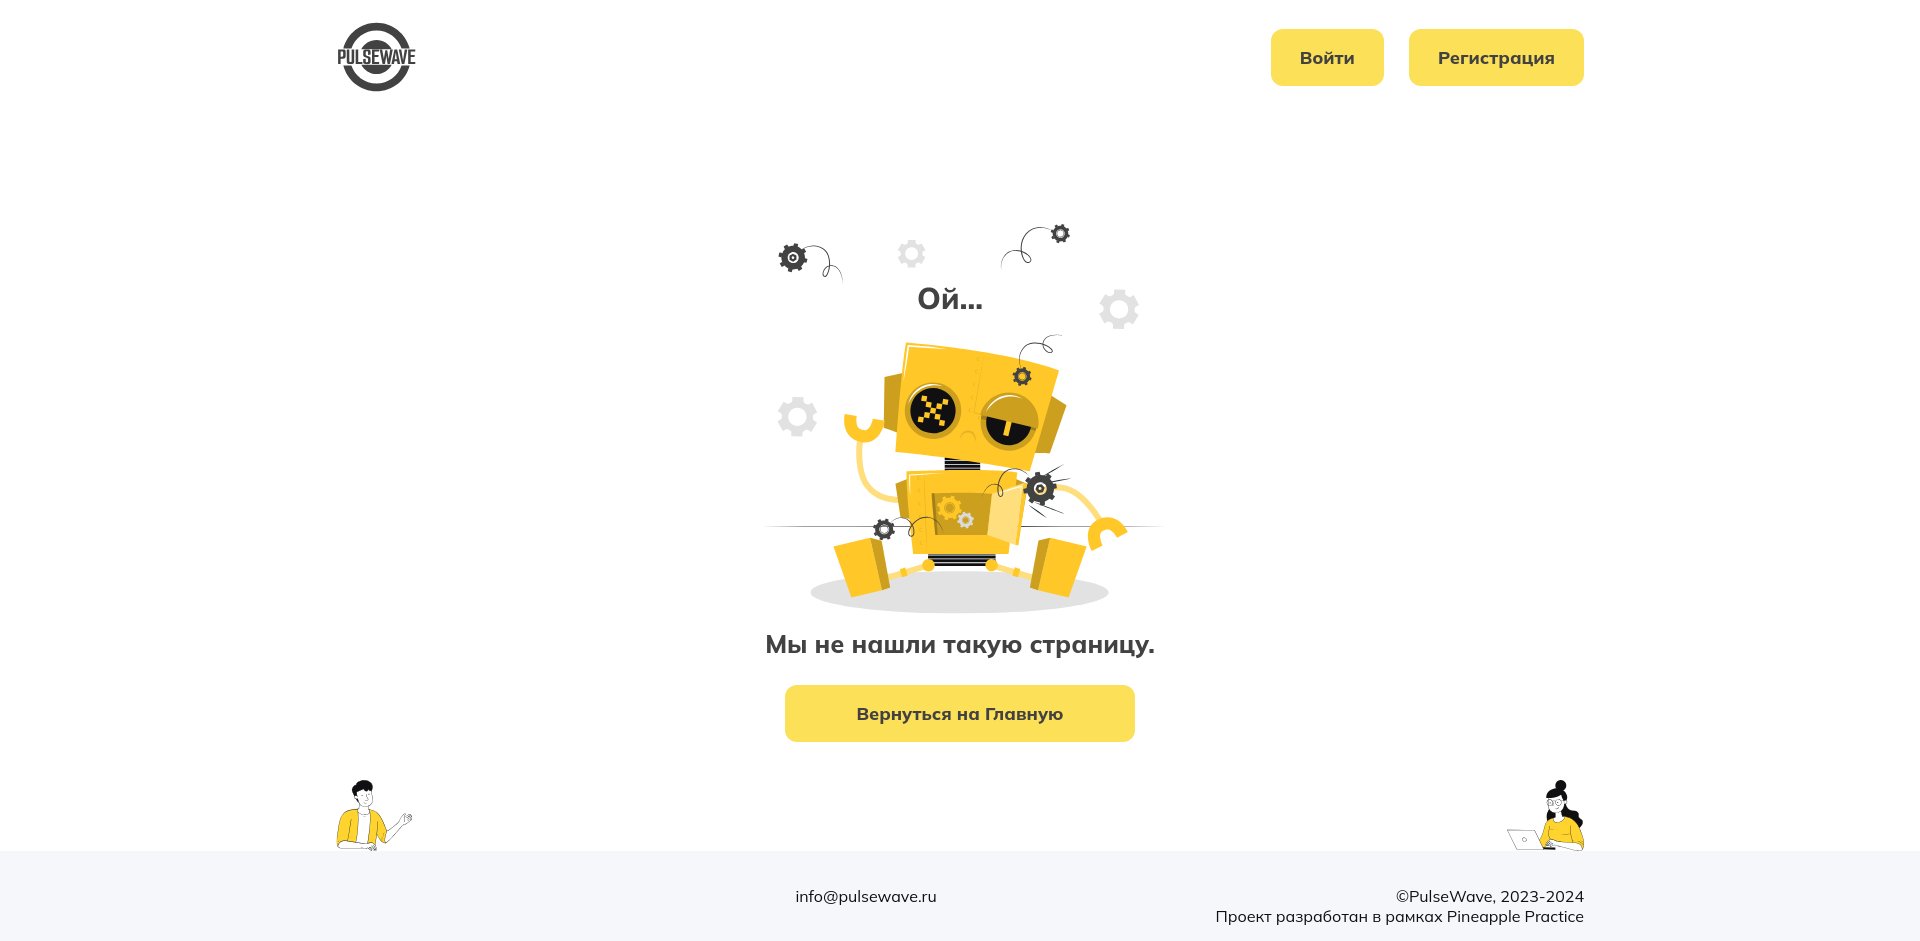 PULSEWAVE
Войти
Регистрация
Ой...
Мы не нашли такую страницу.
Вернуться на Главную
info@pulsewave.ru
©PulseWave, 2023-2024
Проект разработан в рамках Pineapple Practice